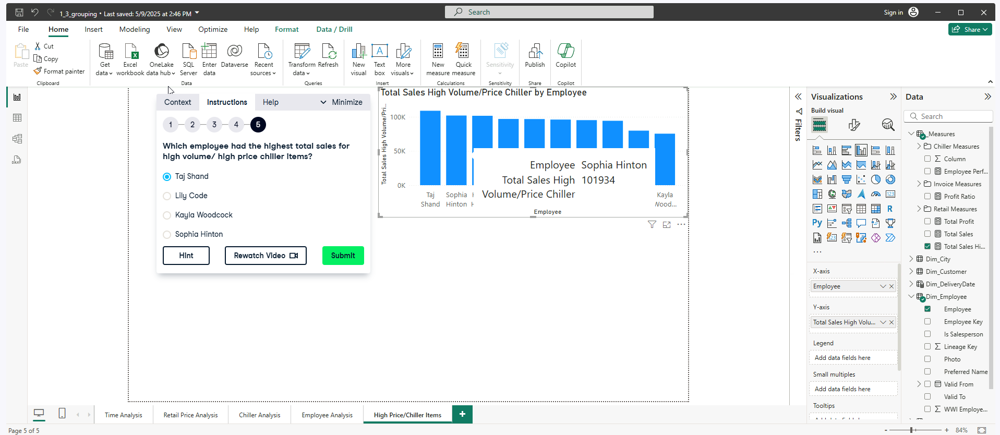 1_3_grouping • Last saved: 5/9/2025 at 2:46 PM
Search
Sign in
File
Home
Insert
Modeling
View
Optimize
Help
Format
Data / Drill
Share
Paste
Cut
Copy
Format painter
Clipboard
Get data
Excel workbook
OneLake data hub
SQL Server
Enter data
Dataverse
Recent sources
Data
Transform data
Refresh
Queries
New visual
Text box
More visuals
Insert
New measure
Quick measure
Calculations
Sensitivity
Sensitivity
Publish
Share
Copilot
Copilot
Context
Instructions
Help
Minimize
1
2
3
4
5
Which employee had the highest total sales for
high volume/ high price chiller items?
Taj Shand
Lily Code
Kayla Woodcock
Sophia Hinton
Hint
Rewatch Video
Submit
Total Sales High Volume/Price Chiller by Employee
Total Sales High Volume/Pri...
100K
50K
0K
Taj Shand
Sophia Hinton
Kayla
Wood...
Employee
Employee Sophia Hinton
Total Sales High 101934
Volume/Price Chiller
Filters
Visualizations
Build visual
123
R
Py
X-axis
Employee
Y-axis
Total Sales High Volu...
Legend
Add data fields here
Small multiples
Add data fields here
Tooltips
Data
Search
_Measures
Chiller Measures
Column
Employee Perf...
Invoice Measures
Profit Ratio
Retail Measures
Total Profit
Total Sales
Total Sales Hi...
Dim_City
Dim_Customer
Dim_DeliveryDate
Dim_Employee
Employee
Employee Key
Is Salesperson
Lineage Key
Photo
Preferred Name
Valid From
Valid To
WWI Employe...
Time Analysis
Retail Price Analysis
Chiller Analysis
Employee Analysis
High Price/Chiller Items
+
Page 5 of 5
- + 84%